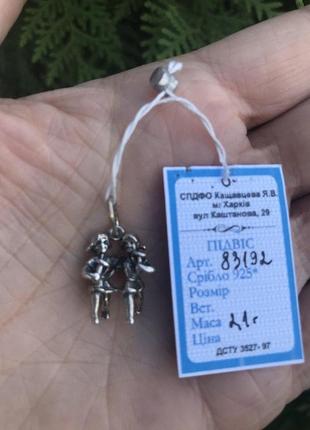 СПДФО Кащавцева Я.В.
м. Харків
вул Каштанова, 29
ПІДВІС
Арт. 83192
Срібло 925*
Розмір
Вст.
Маса 2,1 г
Ціна
ДСТУ 3527- 97